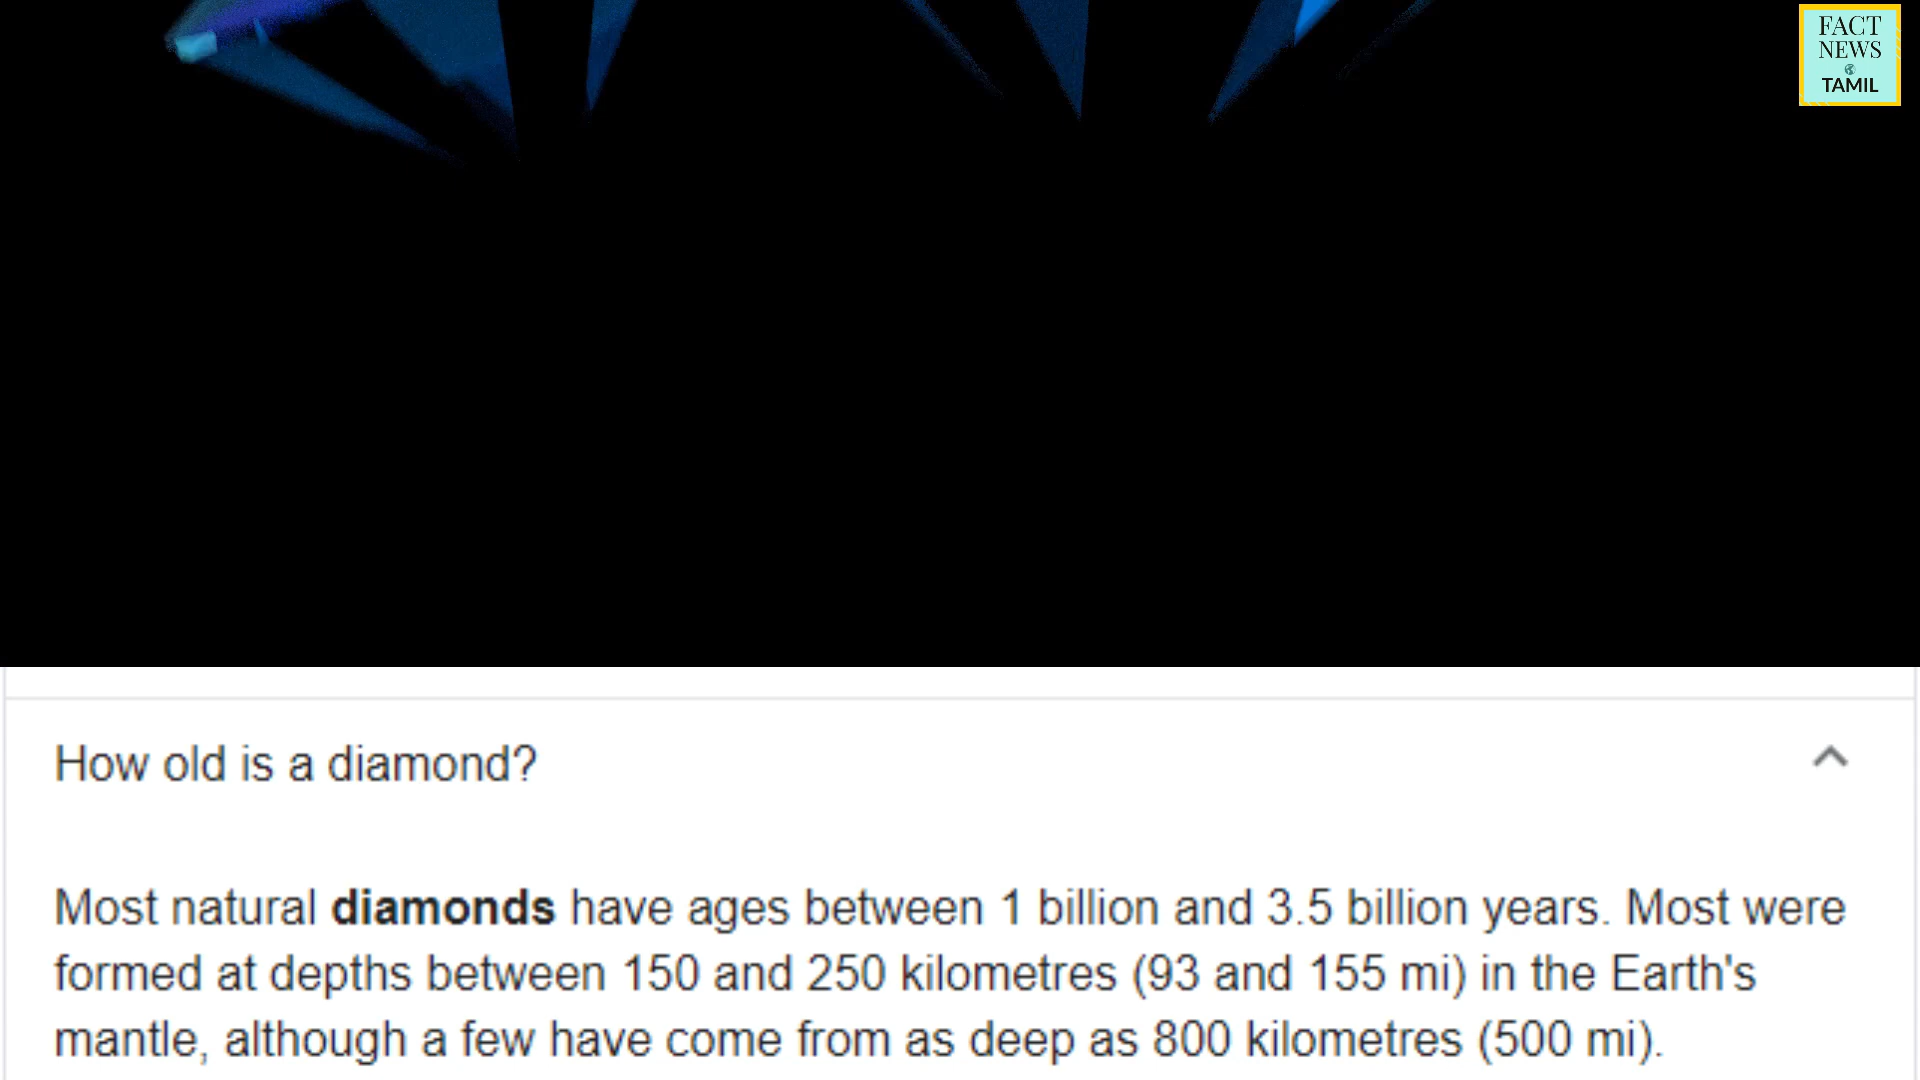 FACT
NEWS
TAMIL
How old is a diamond?
Most natural diamonds have ages between 1 billion and 3.5 billion years. Most were
formed at depths between 150 and 250 kilometres (93 and 155 mi) in the Earth's
mantle, although a few have come from as deep as 800 kilometres (500 mi).